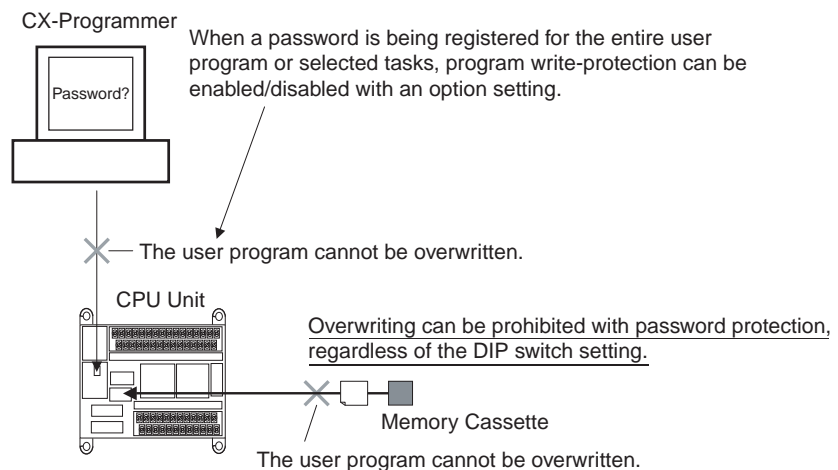 CX-Programmer
When a password is being registered for the entire user
program or selected tasks, program write-protection can be
enabled/disabled with an option setting.
Password?
The user program cannot be overwritten.
CPU Unit
Overwriting can be prohibited with password protection,
regardless of the DIP switch setting.
Memory Cassette
The user program cannot be overwritten.